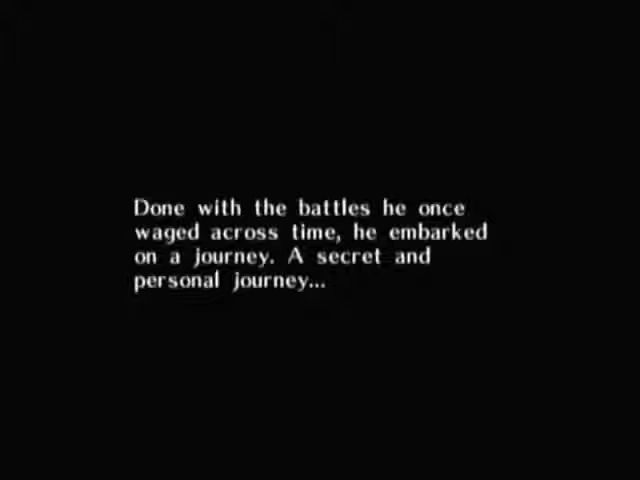 Done with the battles he once
waged across time, he embarked
on a journey. A secret and
personal journey...